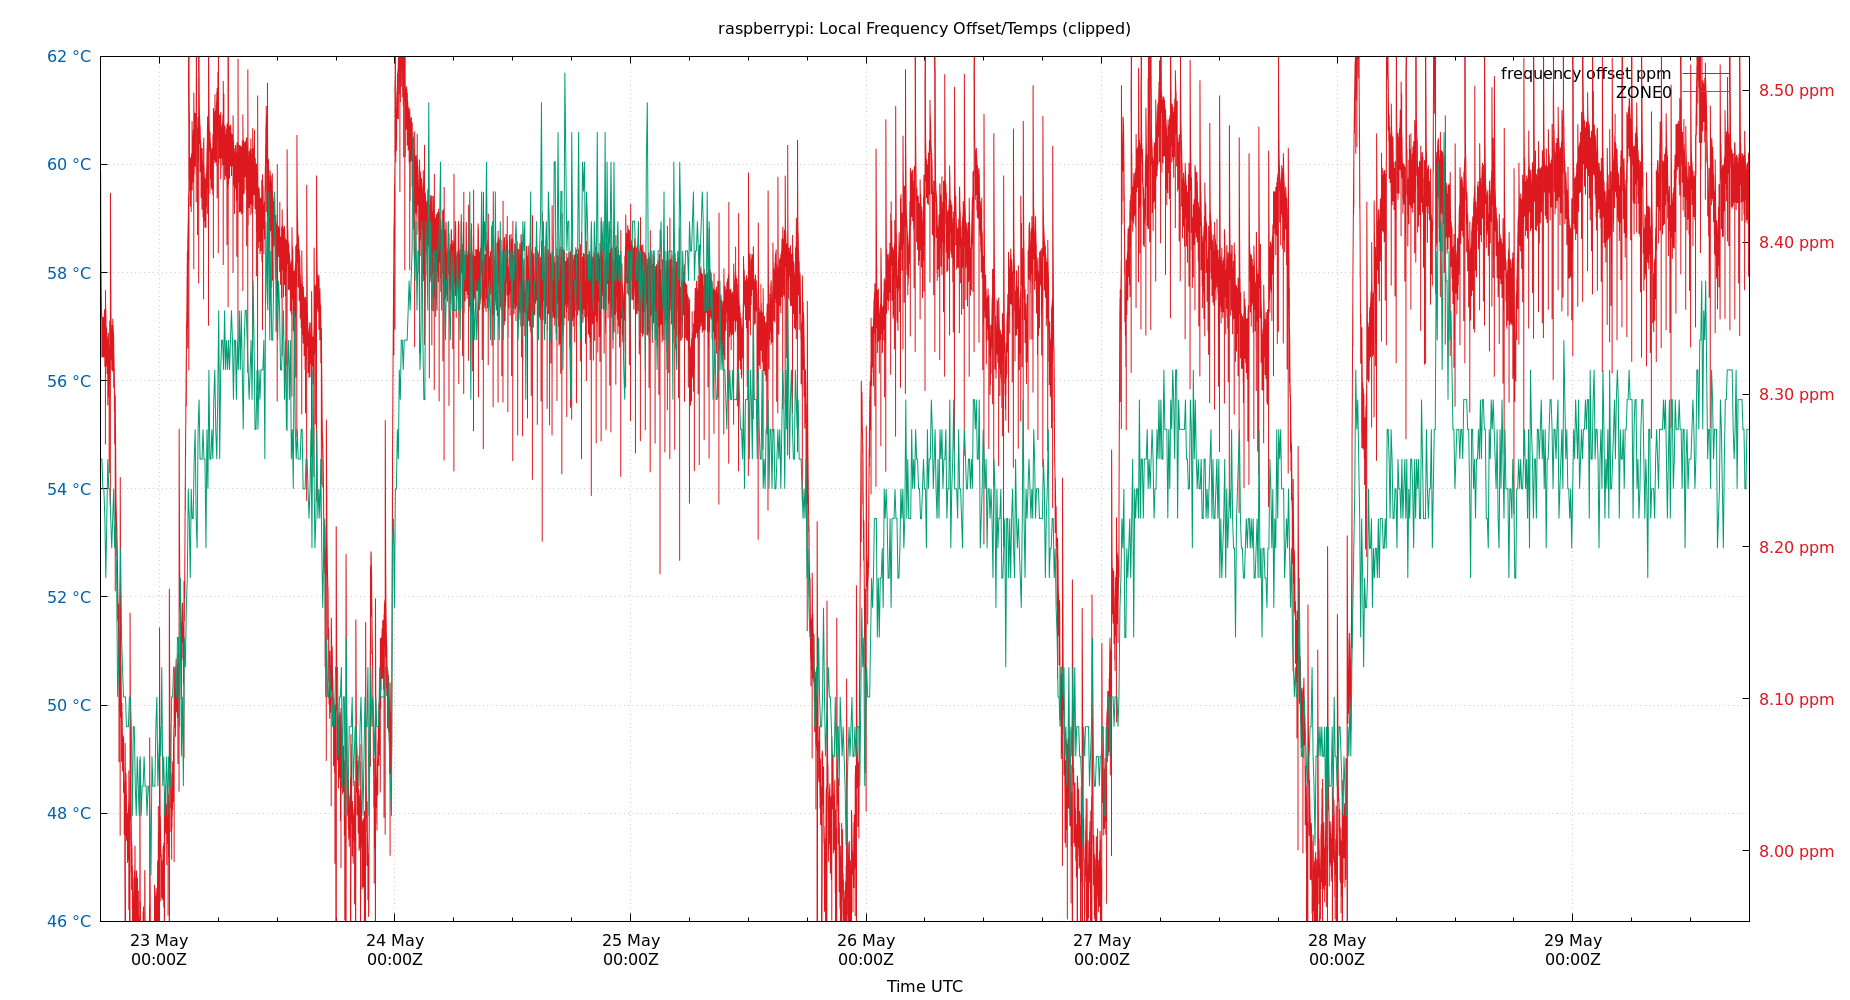 raspberrypi: Local Frequency Offset/Temps (clipped)
62 °C
60 °C
58 °C
56 °C
54 °C
52 °C
50 °C
48 °C
46 °C
frequency offset ppm
ZONE0
8.50 ppm
8.40 ppm
8.30 ppm
8.20 ppm
8.10 ppm
8.00 ppm
23 May 24 May 25 May 26 May 27 May 28 May 29 May
00:00Z 00:00Z 00:00Z 00:00Z 00:00Z 00:00Z 00:00Z
Time UTC